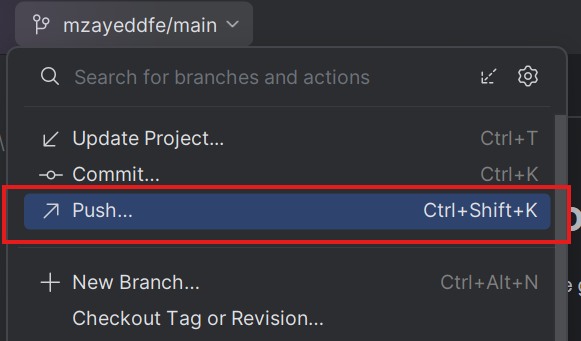 mzayeddfe/main
Search for branches and actions
Update Project... Ctrl+T
Commit... Ctrl+K
Push... Ctrl+Shift+K
New Branch... Ctrl+Alt+N
Checkout Tag or Revision...